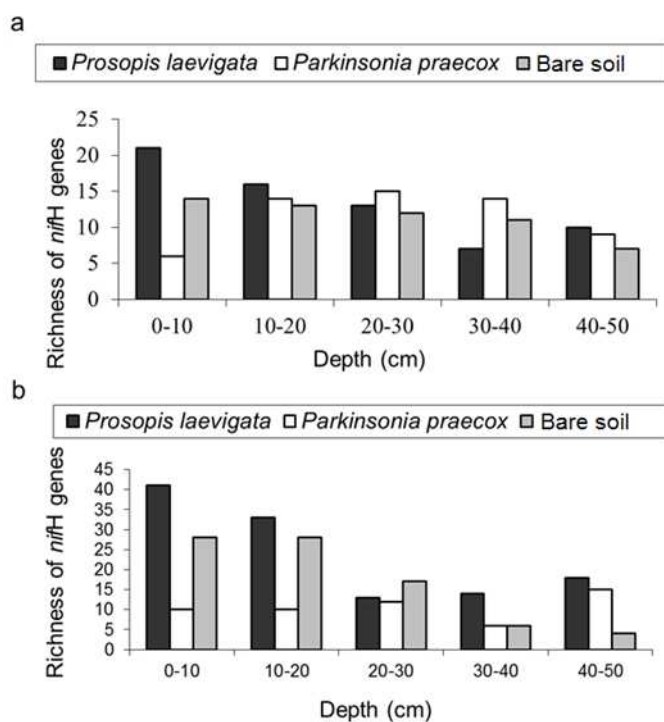 a
Prosopis laevigata Parkinsonia praecox Bare soil
Richness of nifH genes
25
20
15
10
5
0
0-10 10-20 20-30 30-40 40-50
Depth (cm)
b
Prosopis laevigata Parkinsonia praecox Bare soil
Richness of nifH genes
45
40
35
30
25
20
15
10
5
0
0-10 10-20 20-30 30-40 40-50
Depth (cm)